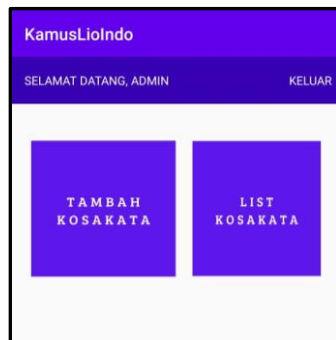 KamusLioIndo
SELAMAT DATANG, ADMIN KELUAR
TAMBAH
KOSAKATA
LIST
KOSAKATA